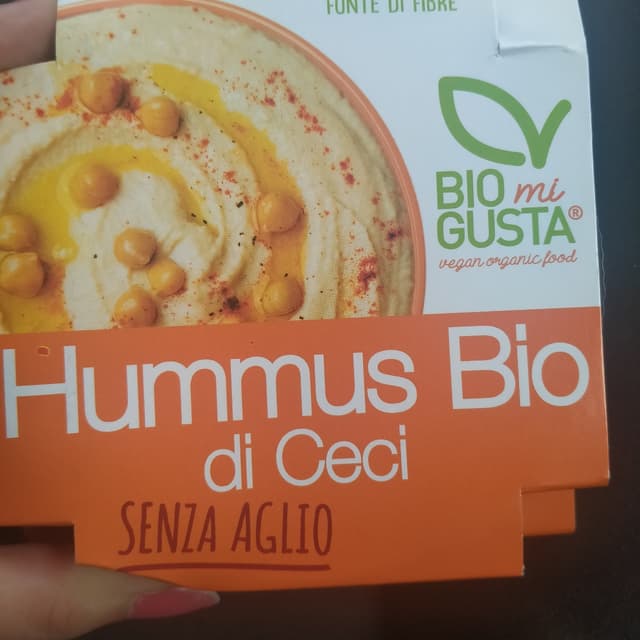 FONTE DI FIBRE
BIO mi
GUSTA®
vegan organic food
Hummus Bio
di Ceci
SENZA AGLIO